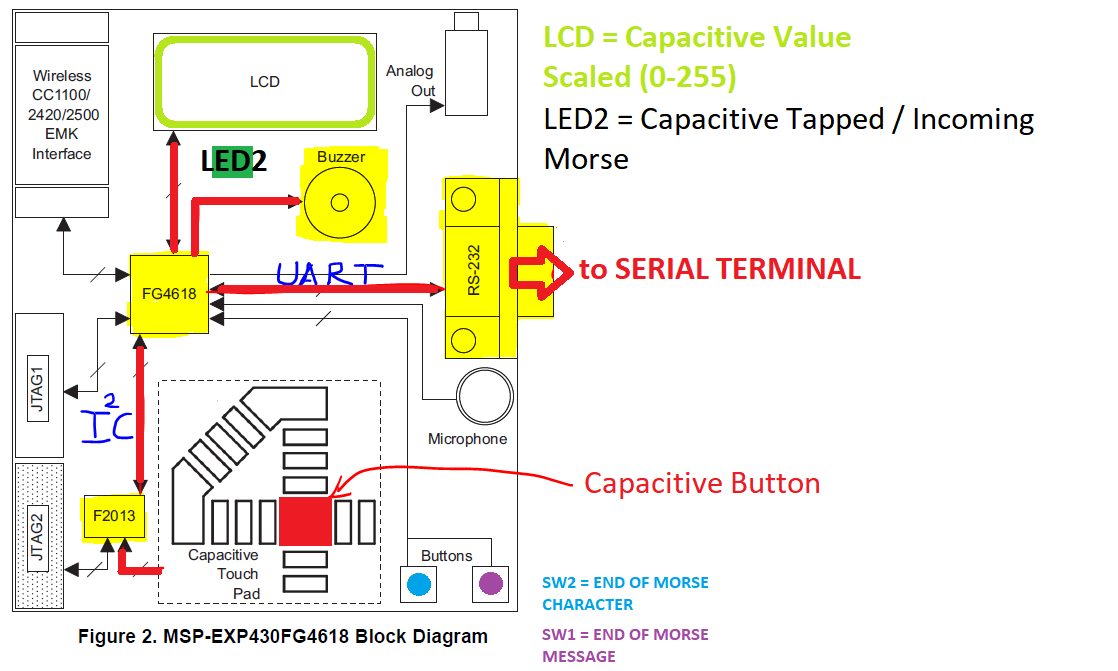 LCD = Capacitive Value
Scaled (0-255)
LED2 = Capacitive Tapped / Incoming
Morse
Wireless
CC1100/
2420/2500
EMK
Interface
LCD
Analog
Out
LED2
Buzzer
RS-232
to SERIAL TERMINAL
FG4618
UART
JTAG1
I²C
Microphone
Capacitive Button
JTAG2
F2013
Capacitive
Touch
Pad
Buttons
SW2 = END OF MORSE
CHARACTER
SW1 = END OF MORSE
MESSAGE
Figure 2. MSP-EXP430FG4618 Block Diagram